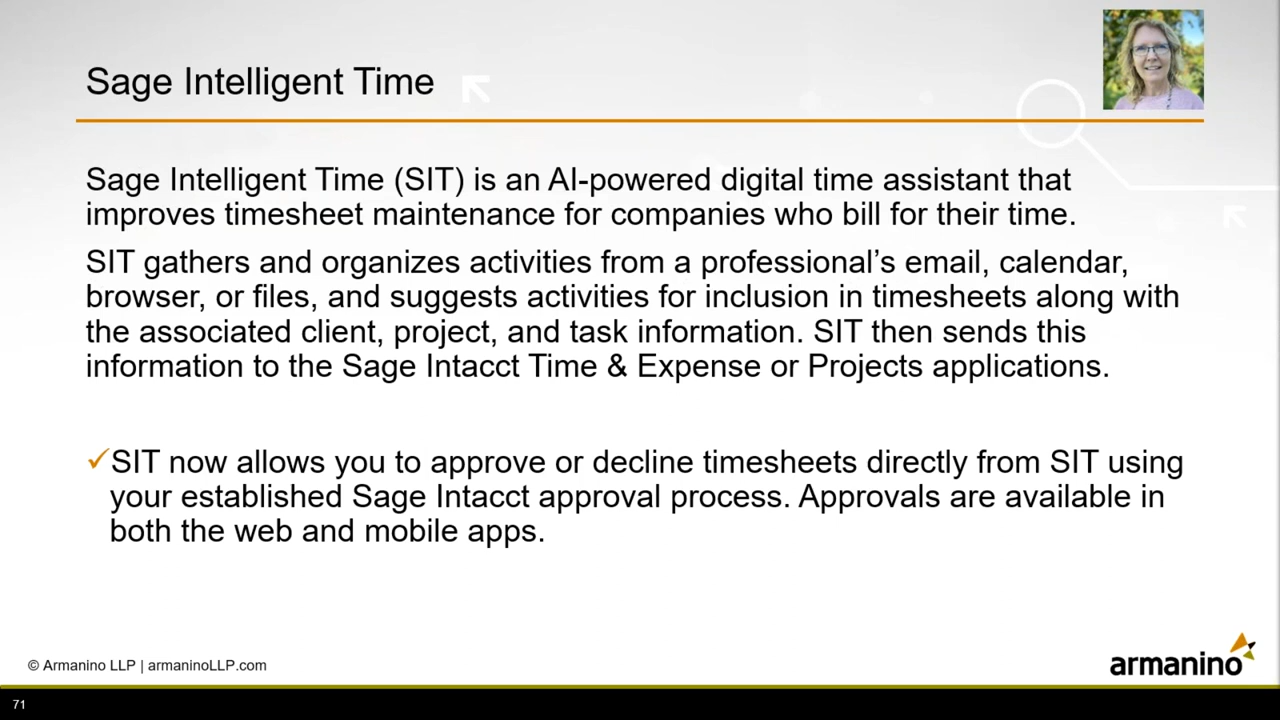 Sage Intelligent Time
Sage Intelligent Time (SIT) is an AI-powered digital time assistant that
improves timesheet maintenance for companies who bill for their time.
SIT gathers and organizes activities from a professional’s email, calendar,
browser, or files, and suggests activities for inclusion in timesheets along with
the associated client, project, and task information. SIT then sends this
information to the Sage Intacct Time & Expense or Projects applications.
✓SIT now allows you to approve or decline timesheets directly from SIT using
your established Sage Intacct approval process. Approvals are available in
both the web and mobile apps.
© Armanino LLP | armaninoLLP.com
armanino
71